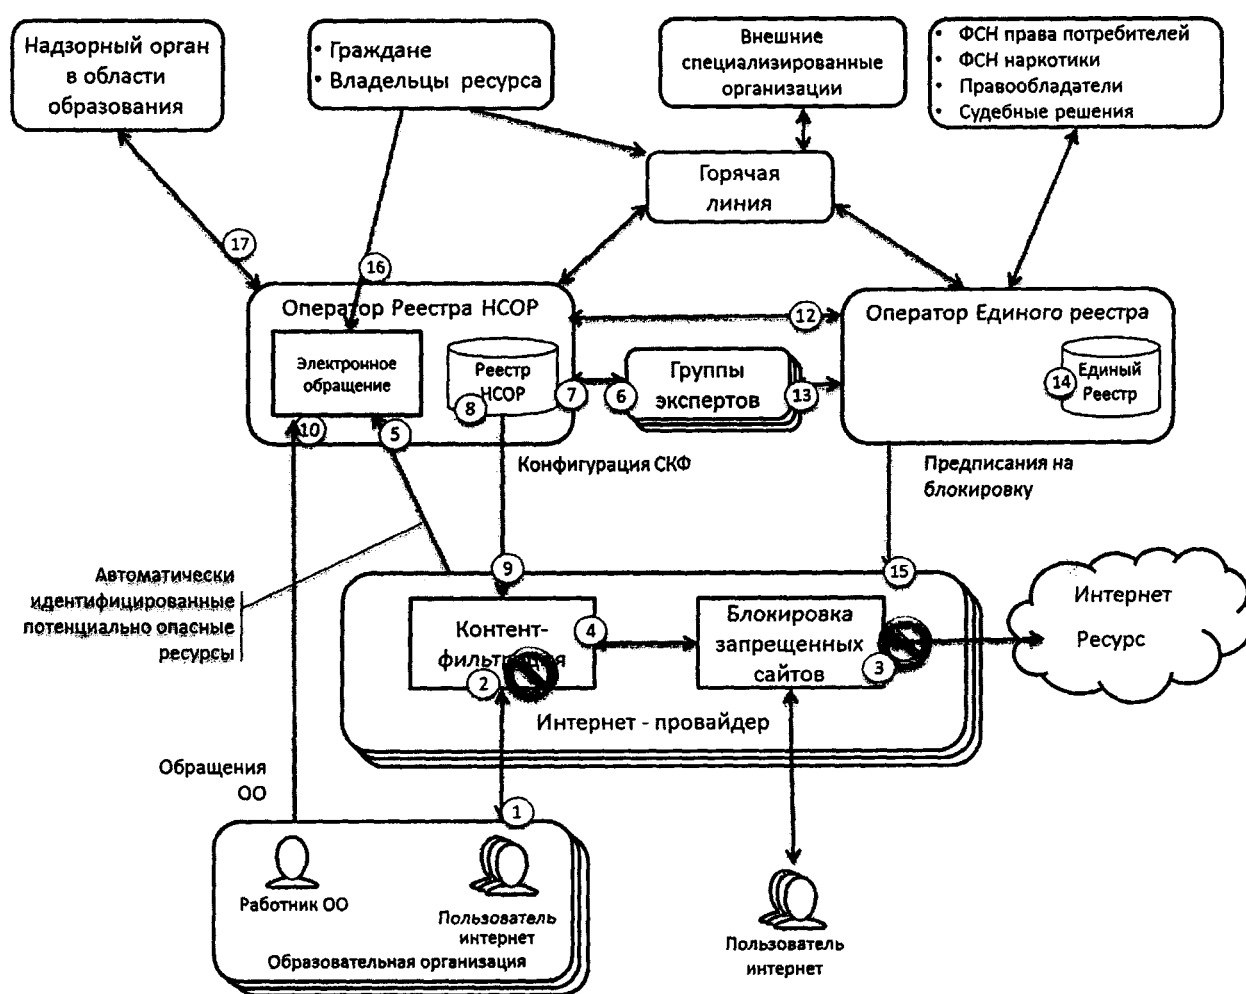 Надзорный орган
в области
образования
• Граждане
• Владельцы ресурса
Внешние
специализированные
организации
• ФСН права потребителей
• ФСН наркотики
• Правообладатели
• Судебные решения
Горячая
линия
17
16
Оператор Реестра НСОР
12
Оператор Единого реестра
Электронное
обращение
Реестр
НСОР
8
7
6
Группы
экспертов
13
14
Единый
Реестр
10
5
Конфигурация СКФ
Предписания на
блокировку
Автоматически
идентифицированные
потенциально опасные
ресурсы
9
15
Контент-
фильтрация
4
2
Блокировка
запрещенных
сайтов
3
Интернет
Ресурс
Интернет - провайдер
Обращения
ОО
1
Работник ОО
Пользователь
интернет
Образовательная организация
Пользователь
интернет